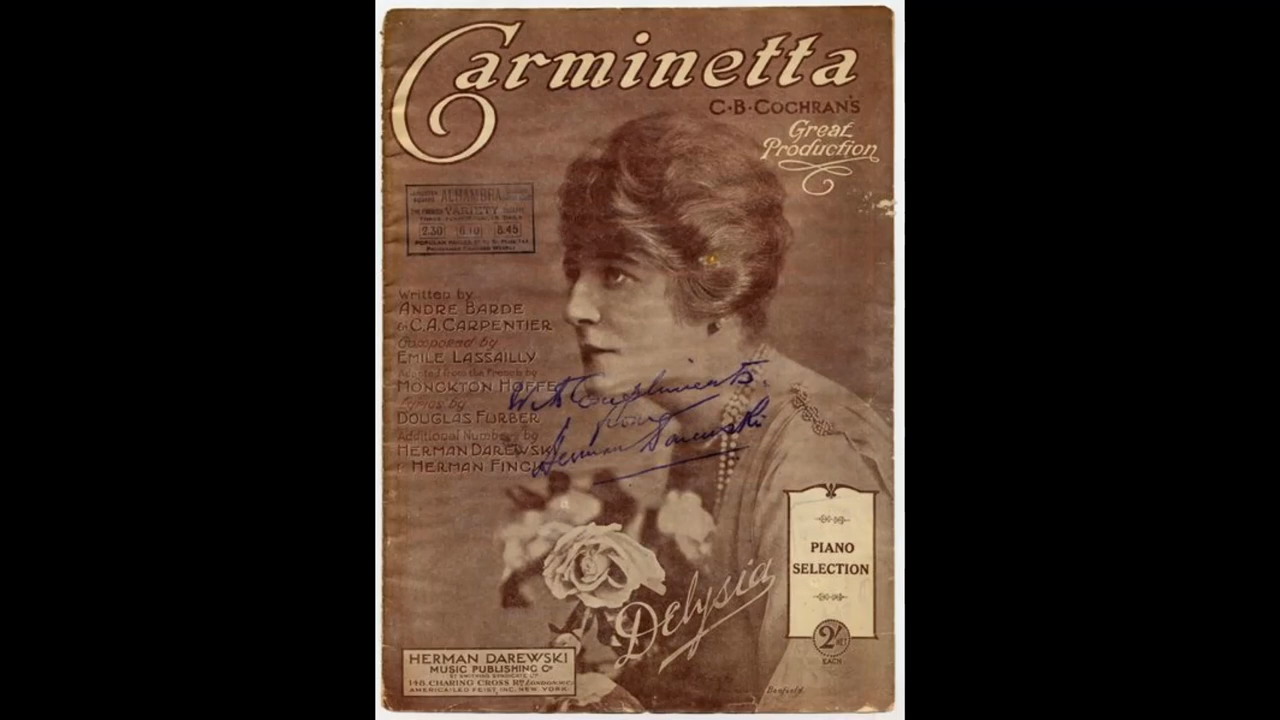 Carminetta
C·B·COCHRAN'S
Great
Production
ALHAMBRA
VARIETY
2.30 6.10 8.45
Written by
ANDRE BARDE
& C.A. CARPENTIER
Composed by
EMILE LASSAILLY
Adapted from the French by
MONCKTON HOFFE
Lyrics by
DOUGLAS FURBER
Additional Numbers by
HERMAN DAREWSKI
HERMAN FINCK
With Compliments
from
Herman Darewski
PIANO
SELECTION
2/- NET
EACH
Delysia
HERMAN DAREWSKI
MUSIC PUBLISHING Co
148. CHARING CROSS RD. LONDON. W.C.
AMERICA: LEO FEIST, INC. NEW YORK.
Banfield